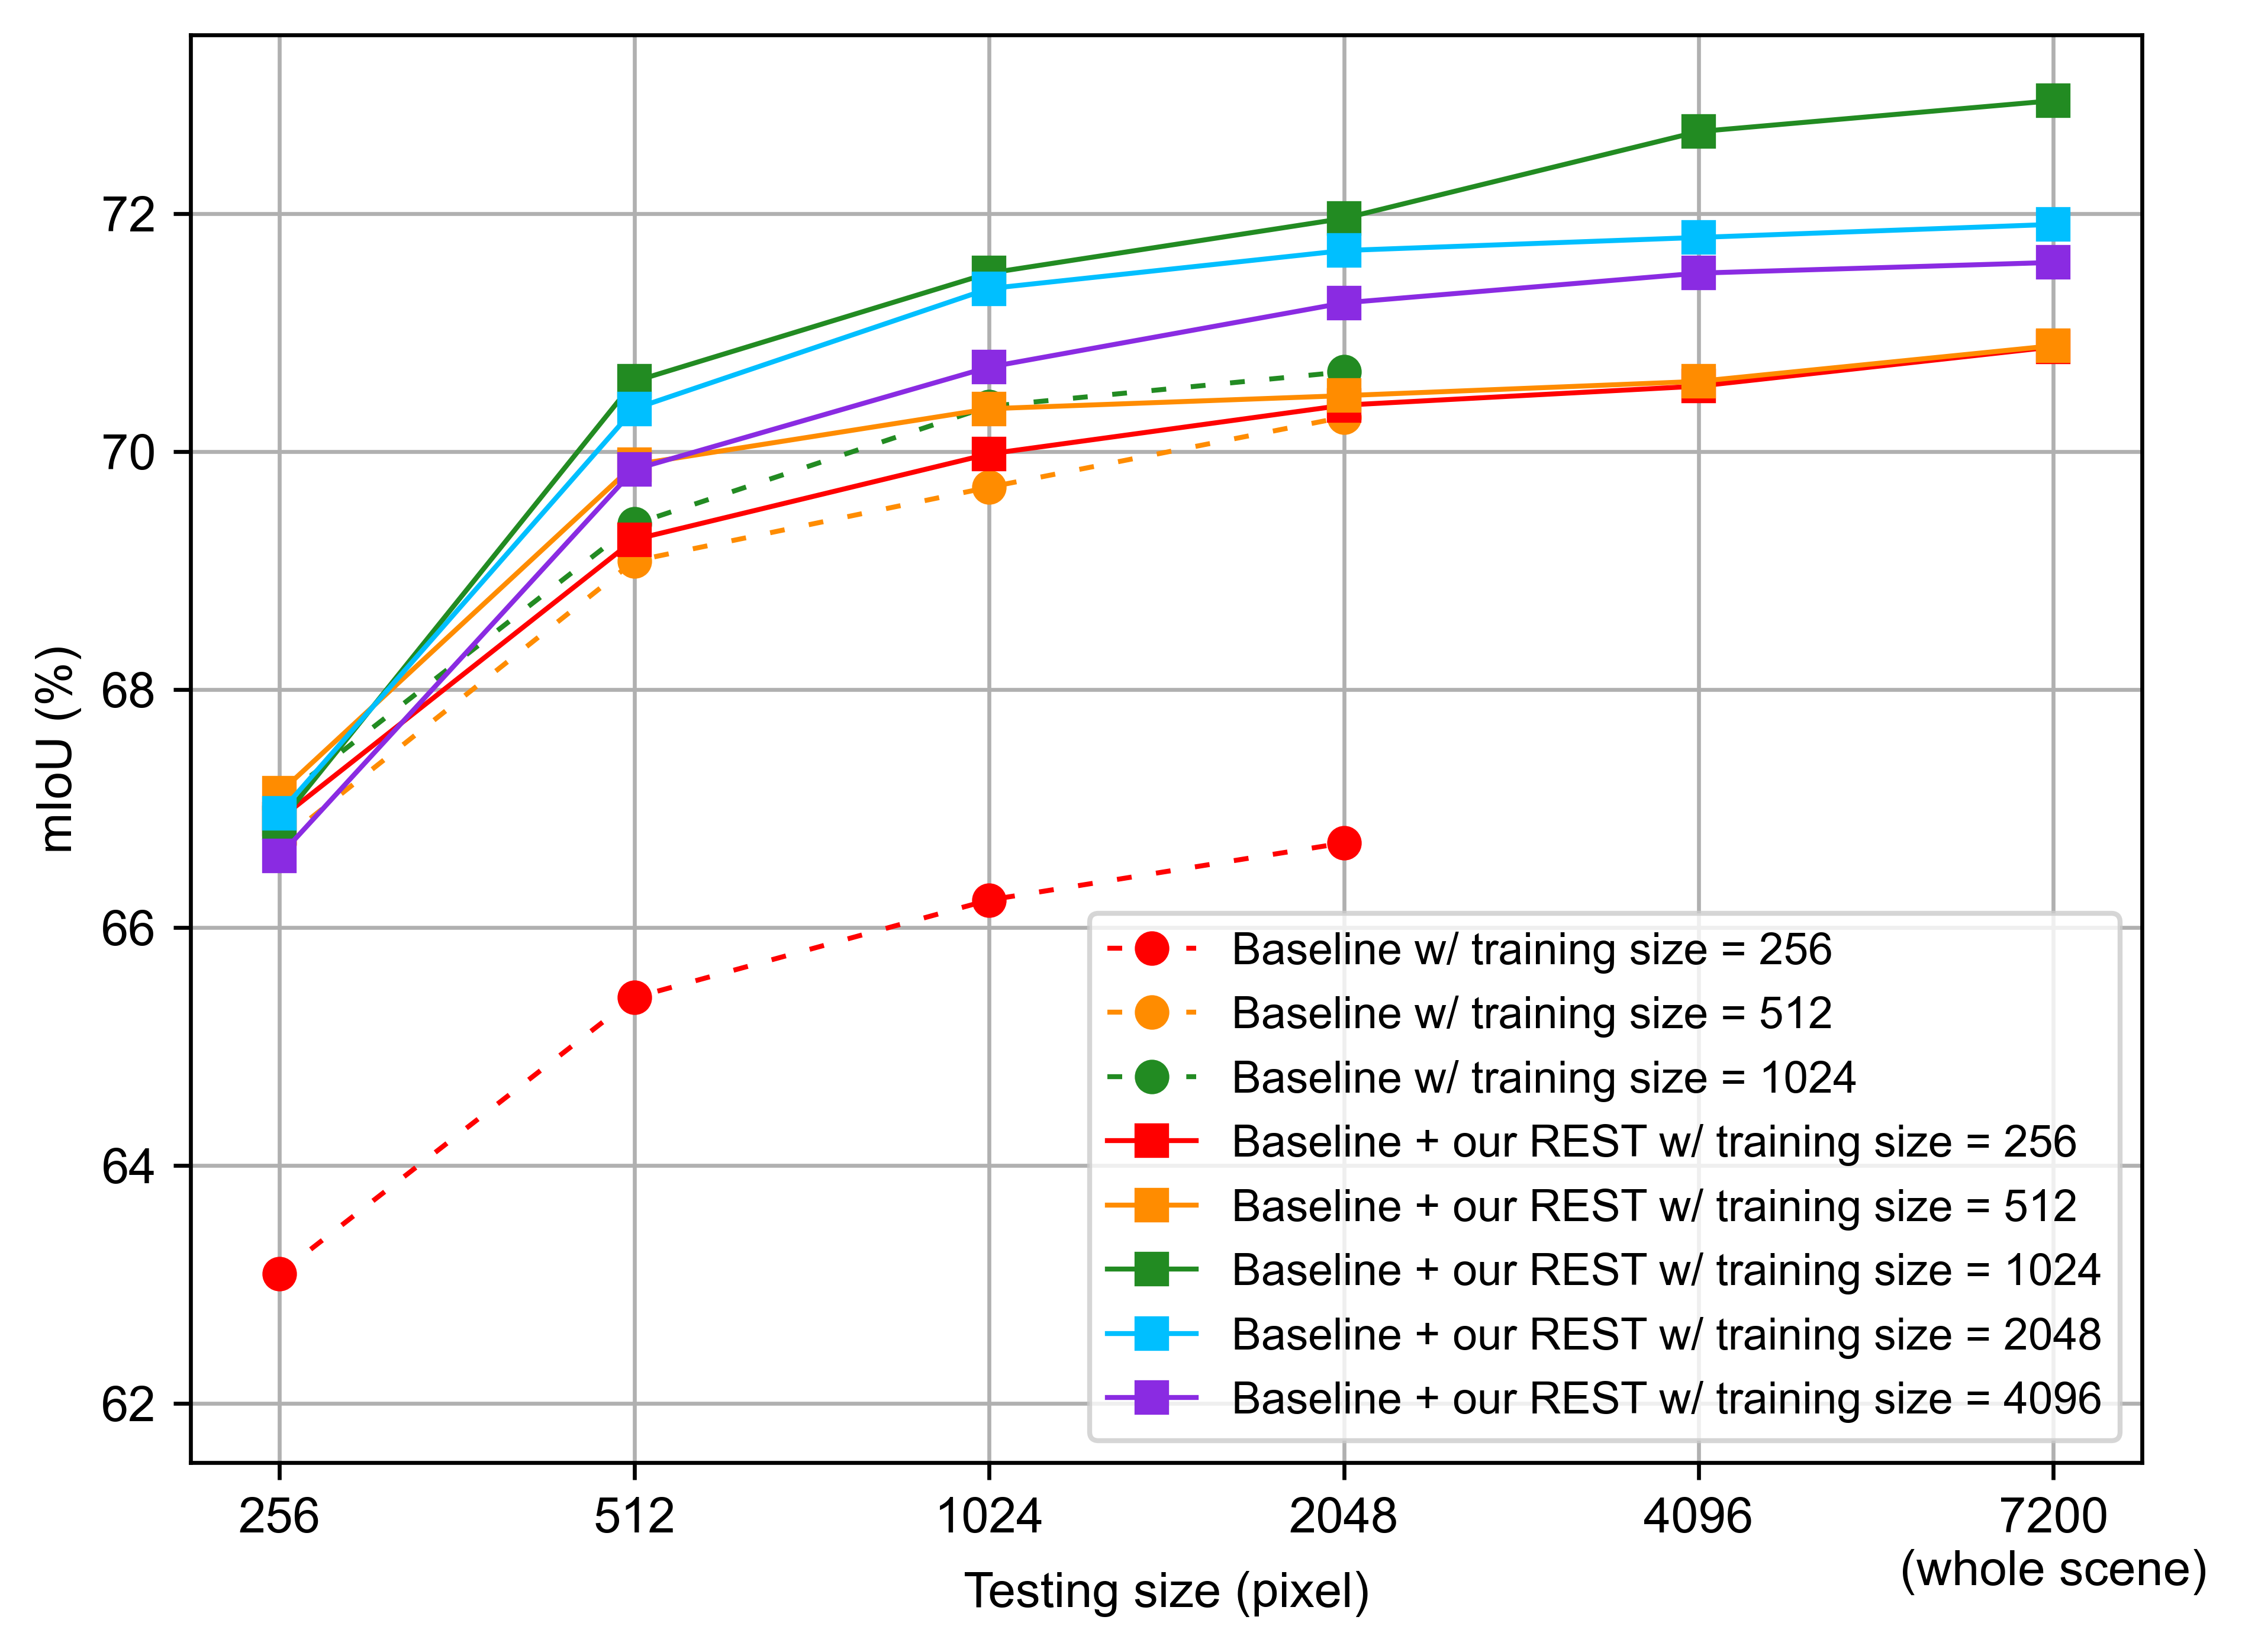 mIoU (%)
72
70
68
66
64
62
Baseline w/ training size = 256
Baseline w/ training size = 512
Baseline w/ training size = 1024
Baseline + our REST w/ training size = 256
Baseline + our REST w/ training size = 512
Baseline + our REST w/ training size = 1024
Baseline + our REST w/ training size = 2048
Baseline + our REST w/ training size = 4096
256 512 1024 2048 4096 7200
(whole scene)
Testing size (pixel)